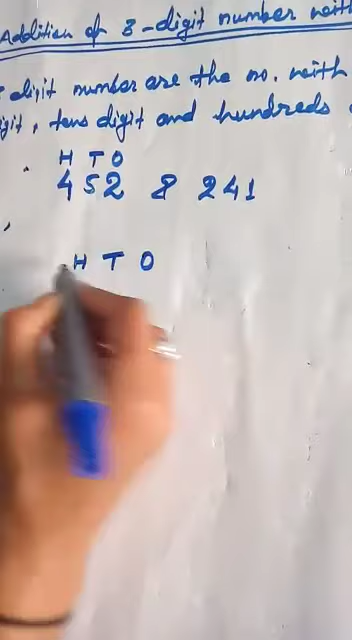 Addition of 3-digit number with
digit number are the no. with
digit, tens digit and hundreds
H T O
452 & 241
H T O